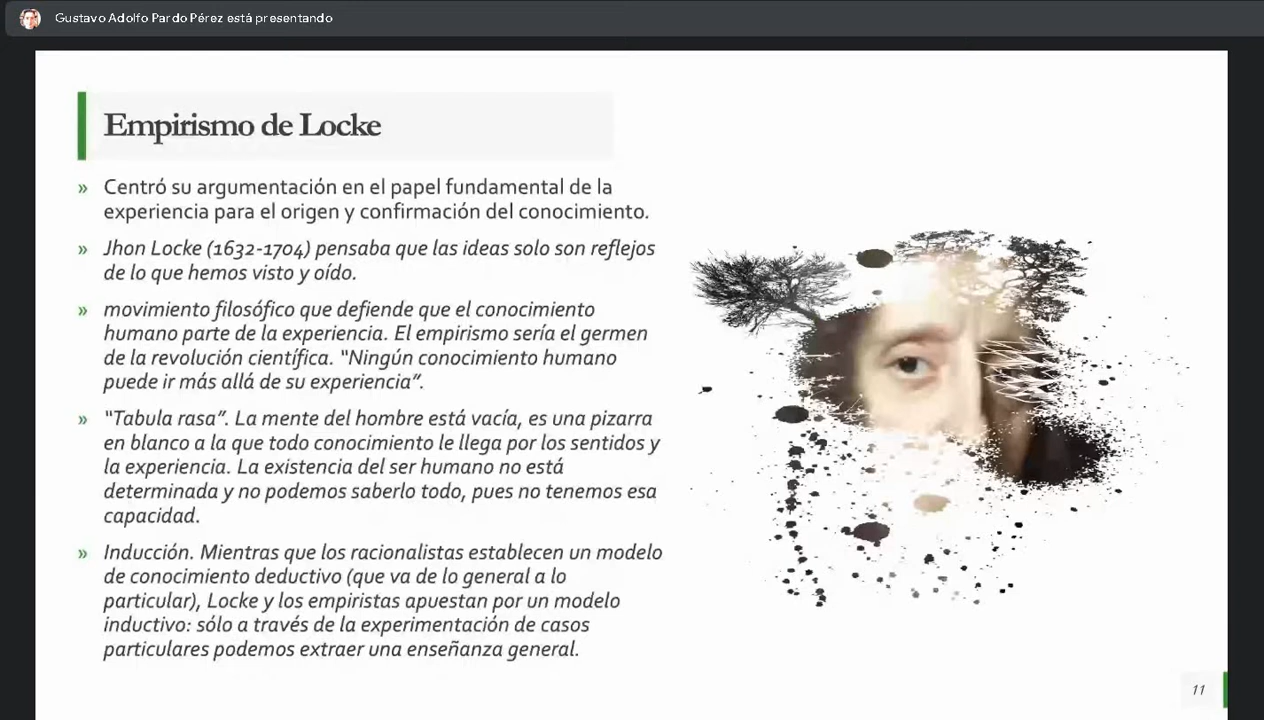 Gustavo Adolfo Pardo Pérez está presentando
Empirismo de Locke
» Centró su argumentación en el papel fundamental de la
experiencia para el origen y confirmación del conocimiento.
» Jhon Locke (1632-1704) pensaba que las ideas solo son reflejos
de lo que hemos visto y oído.
» movimiento filosófico que defiende que el conocimiento
humano parte de la experiencia. El empirismo sería el germen
de la revolución científica. “Ningún conocimiento humano
puede ir más allá de su experiencia”.
» “Tabula rasa”. La mente del hombre está vacía, es una pizarra
en blanco a la que todo conocimiento le llega por los sentidos y
la experiencia. La existencia del ser humano no está
determinada y no podemos saberlo todo, pues no tenemos esa
capacidad.
» Inducción. Mientras que los racionalistas establecen un modelo
de conocimiento deductivo (que va de lo general a lo
particular), Locke y los empiristas apuestan por un modelo
inductivo: sólo a través de la experimentación de casos
particulares podemos extraer una enseñanza general.
11